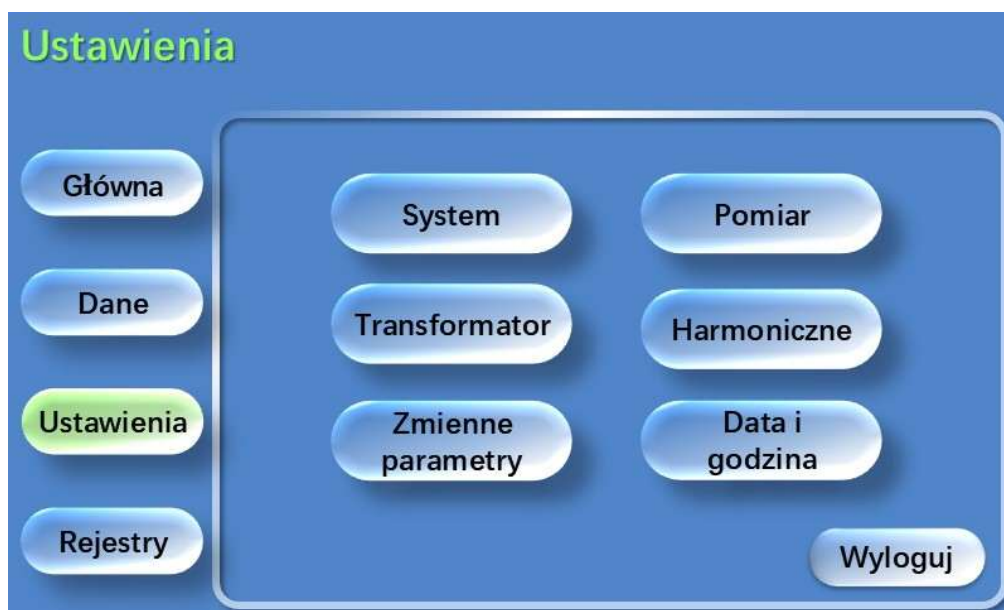 Ustawienia
Główna
Dane
Ustawienia
Rejestry
System
Pomiar
Transformator
Harmoniczne
Zmienne
parametry
Data i
godzina
Wyloguj